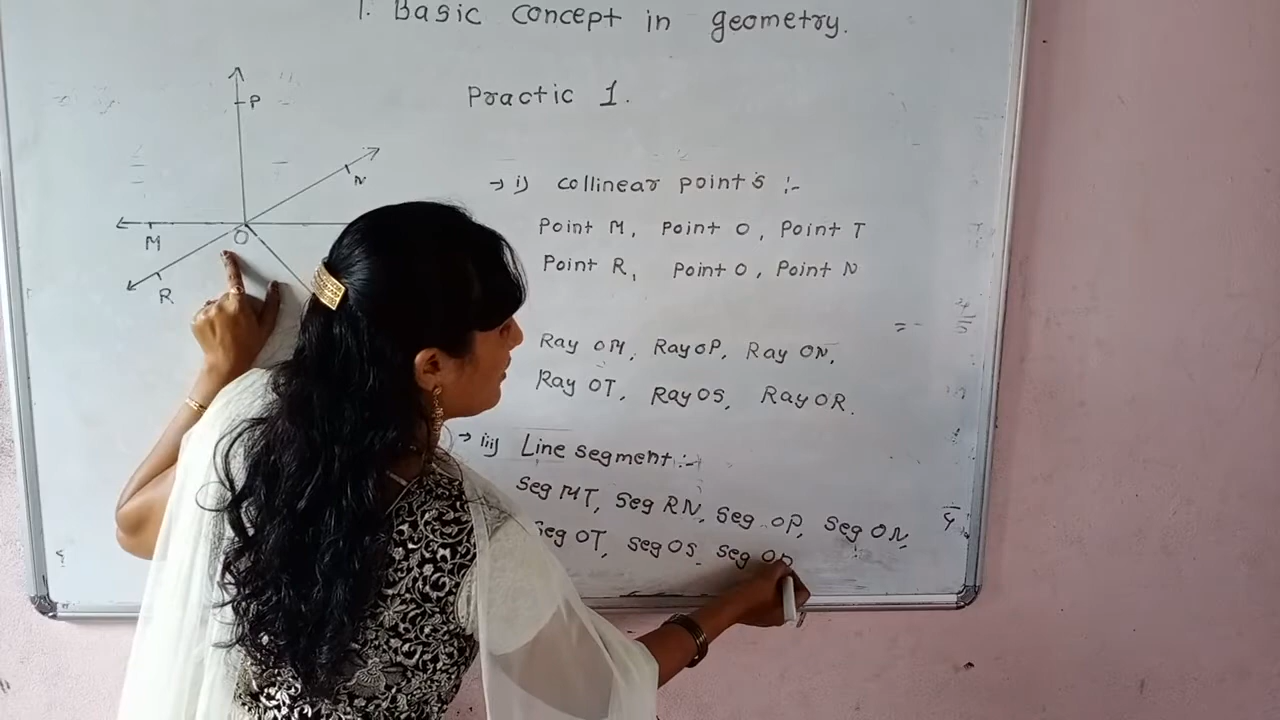 1. Basic concept in geometry.
Practic 1.
P
N
M
O
R
→ i) collinear points :-
Point M, Point O, Point T
Point R, Point O, Point N
Ray OM, Ray OP, Ray ON,
Ray OT, Ray OS, Ray OR.
→ iii) Line segment :-
Seg MT, Seg RN, Seg OP, Seg ON,
Seg OT, Seg OS, Seg